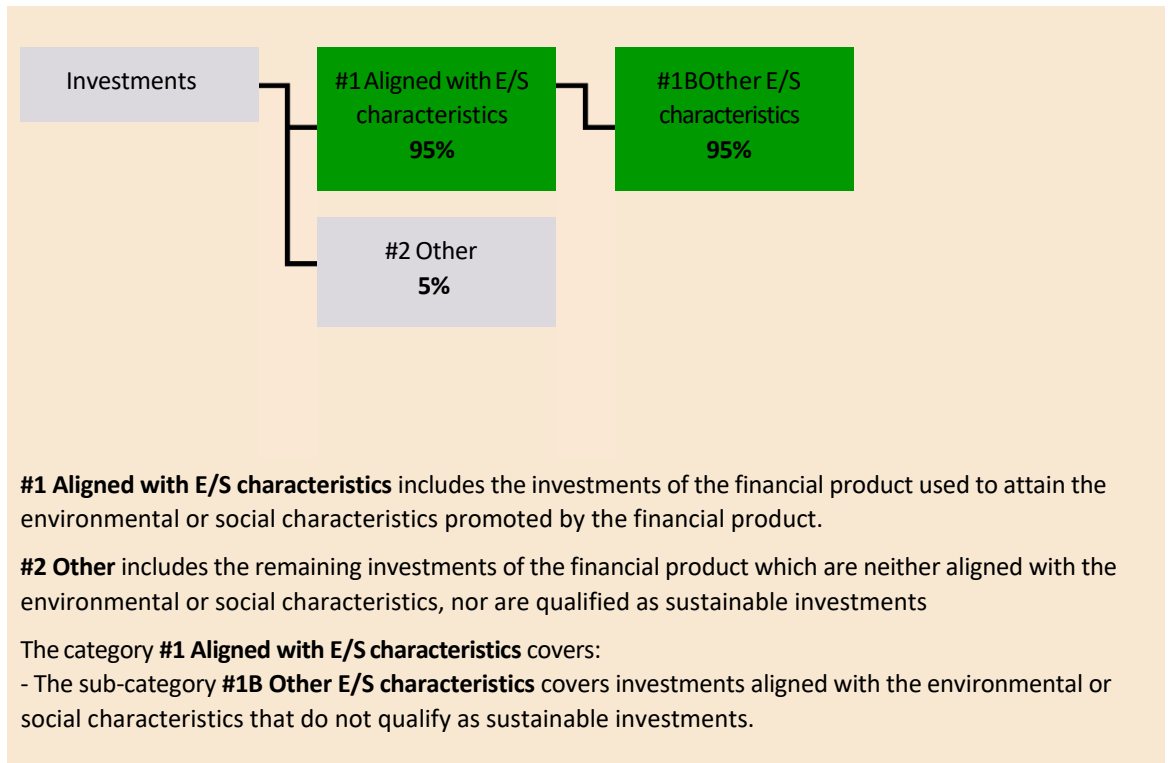 Investments
#1 Aligned with E/S
characteristics
95%
#1BOther E/S
characteristics
95%
#2 Other
5%
#1 Aligned with E/S characteristics includes the investments of the financial product used to attain the
environmental or social characteristics promoted by the financial product.
#2 Other includes the remaining investments of the financial product which are neither aligned with the
environmental or social characteristics, nor are qualified as sustainable investments
The category #1 Aligned with E/S characteristics covers:
- The sub-category #1B Other E/S characteristics covers investments aligned with the environmental or
social characteristics that do not qualify as sustainable investments.